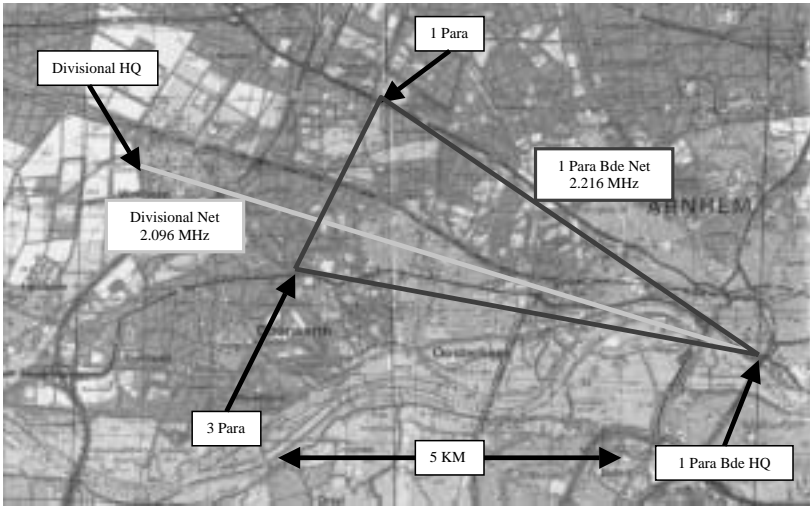 1 Para
Divisional HQ
1 Para Bde Net
2.216 MHz
ARNHEM
Divisional Net
2.096 MHz
3 Para
5 KM
1 Para Bde HQ